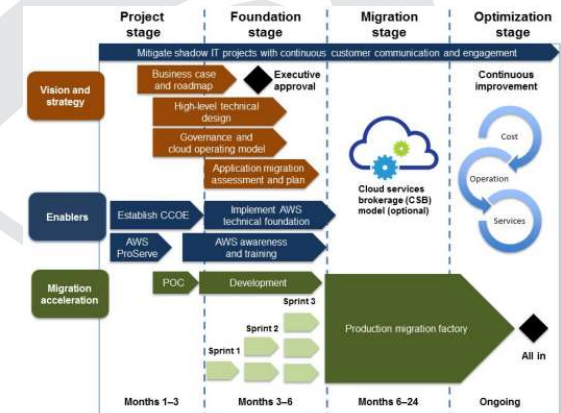 Project stage
Foundation stage
Migration stage
Optimization stage
Mitigate shadow IT projects with continuous customer communication and engagement
Vision and strategy
Business case and roadmap
Executive approval
High-level technical design
Governance and cloud operating model
Application migration assessment and plan
Cloud services brokerage (CSB) model (optional)
Continuous improvement
Cost
Operation
Services
Enablers
Establish CCOE
Implement AWS technical foundation
AWS ProServe
AWS awareness and training
Migration acceleration
POC
Development
Sprint 1
Sprint 2
Sprint 3
Production migration factory
All in
Months 1–3
Months 3–6
Months 6–24
Ongoing